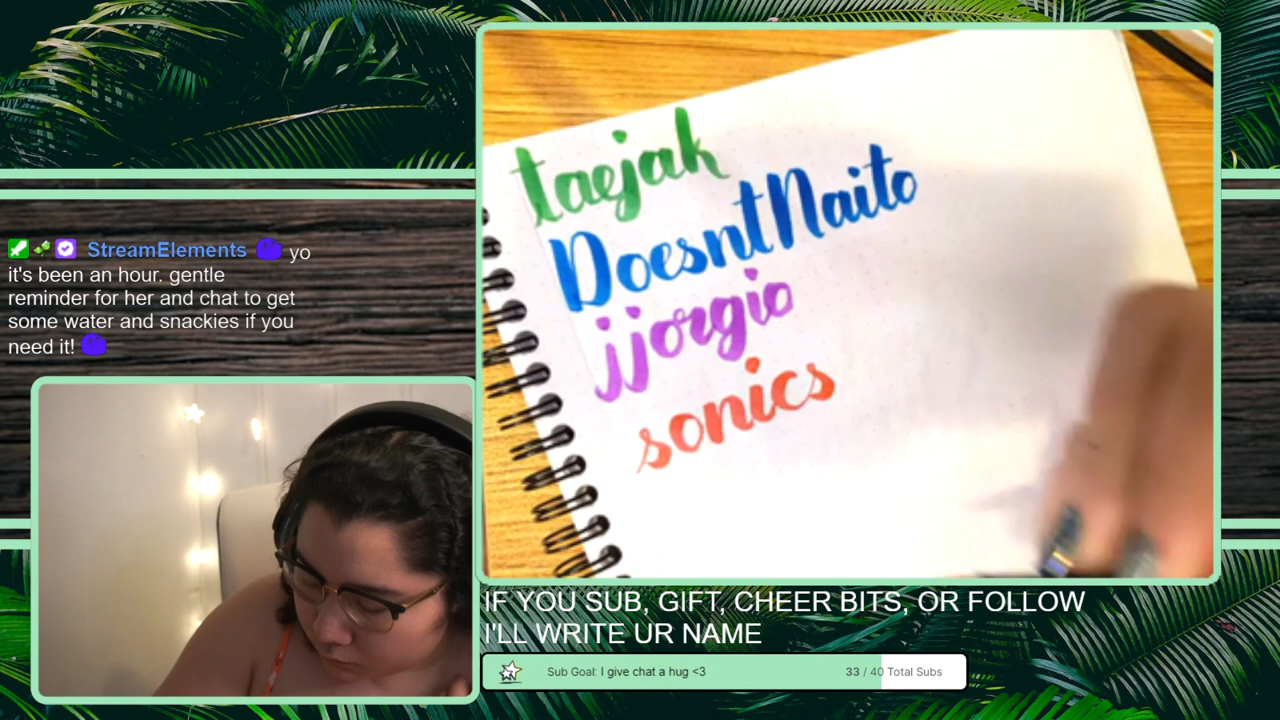 taejak
DoesntNaito
jjorgio
sonics
StreamElements yo
it's been an hour. gentle
reminder for her and chat to get
some water and snackies if you
need it!
IF YOU SUB, GIFT, CHEER BITS, OR FOLLOW
I'LL WRITE UR NAME
Sub Goal: I give chat a hug <3 33 / 40 Total Subs